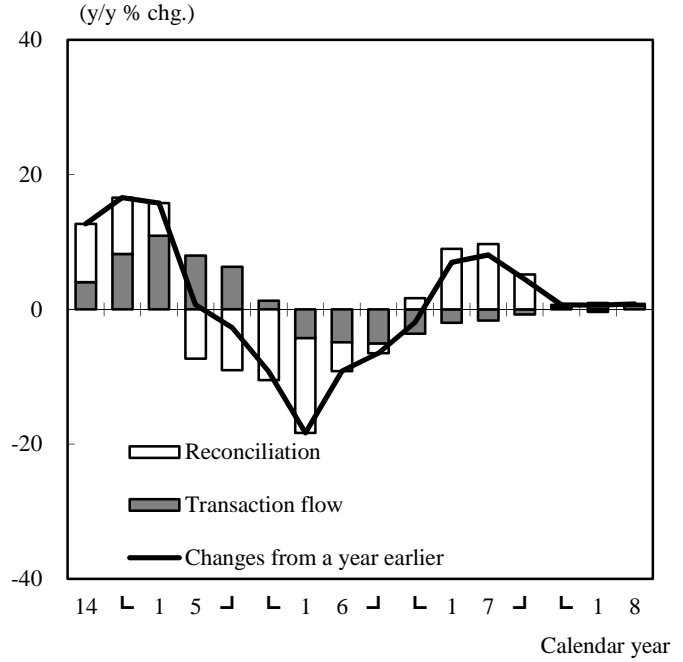 (y/y % chg.)
40
20
0
-20
-40
Reconciliation
Transaction flow
Changes from a year earlier
14 └ 1 5 ┘ └ 1 6 ┘ └ 1 7 ┘ └ 1 8
Calendar year